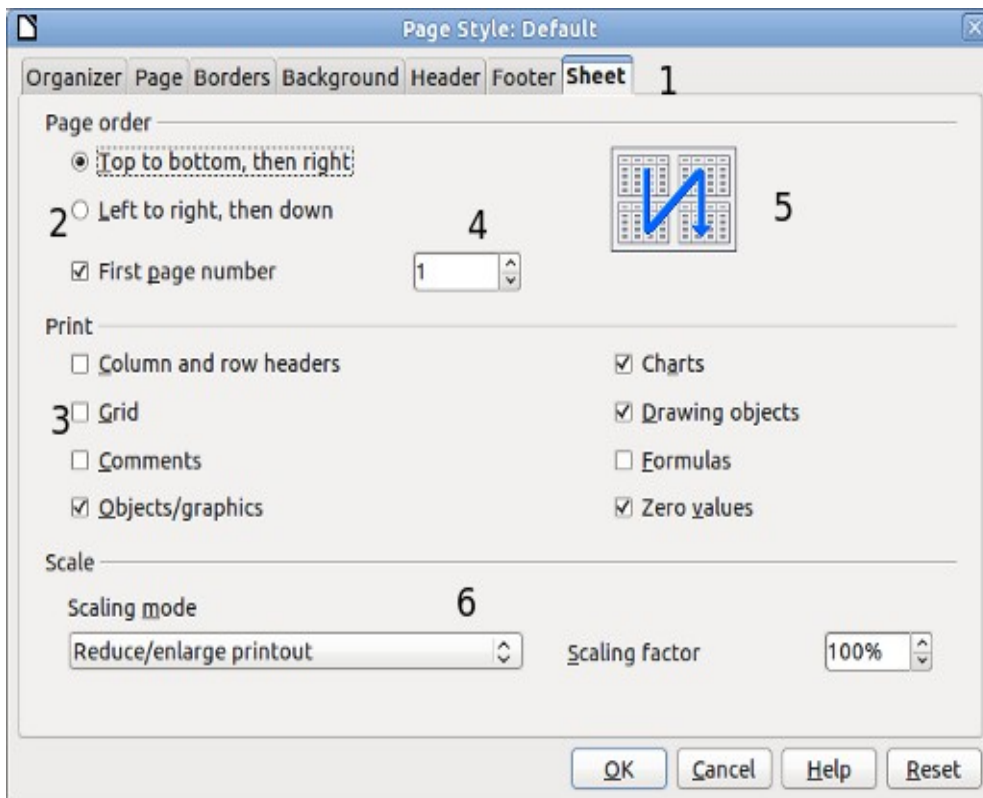 Page Style: Default
Organizer Page Borders Background Header Footer Sheet 1
Page order
Top to bottom, then right
2 Left to right, then down 4 5
First page number 1
Print
Column and row headers Charts
3 Grid Drawing objects
Comments Formulas
Objects/graphics Zero values
Scale
Scaling mode 6
Reduce/enlarge printout Scaling factor 100%
OK Cancel Help Reset